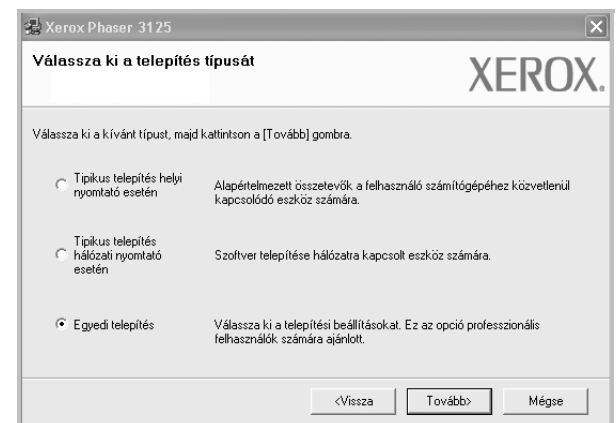 Xerox Phaser 3125
Válassza ki a telepítés típusát
XEROX.
Válassza ki a kívánt típust, majd kattintson a [Tovább] gombra.
Tipikus telepítés helyi
nyomtató esetén
Alapértelmezett összetevők a felhasználó számítógépéhez közvetlenül
kapcsolódó eszköz számára.
Tipikus telepítés
hálózati nyomtató
esetén
Szoftver telepítése hálózatra kapcsolt eszköz számára.
Egyedi telepítés
Válassza ki a telepítési beállításokat. Ez az opció professzionális
felhasználók számára ajánlott.
<Vissza
Tovább>
Mégse